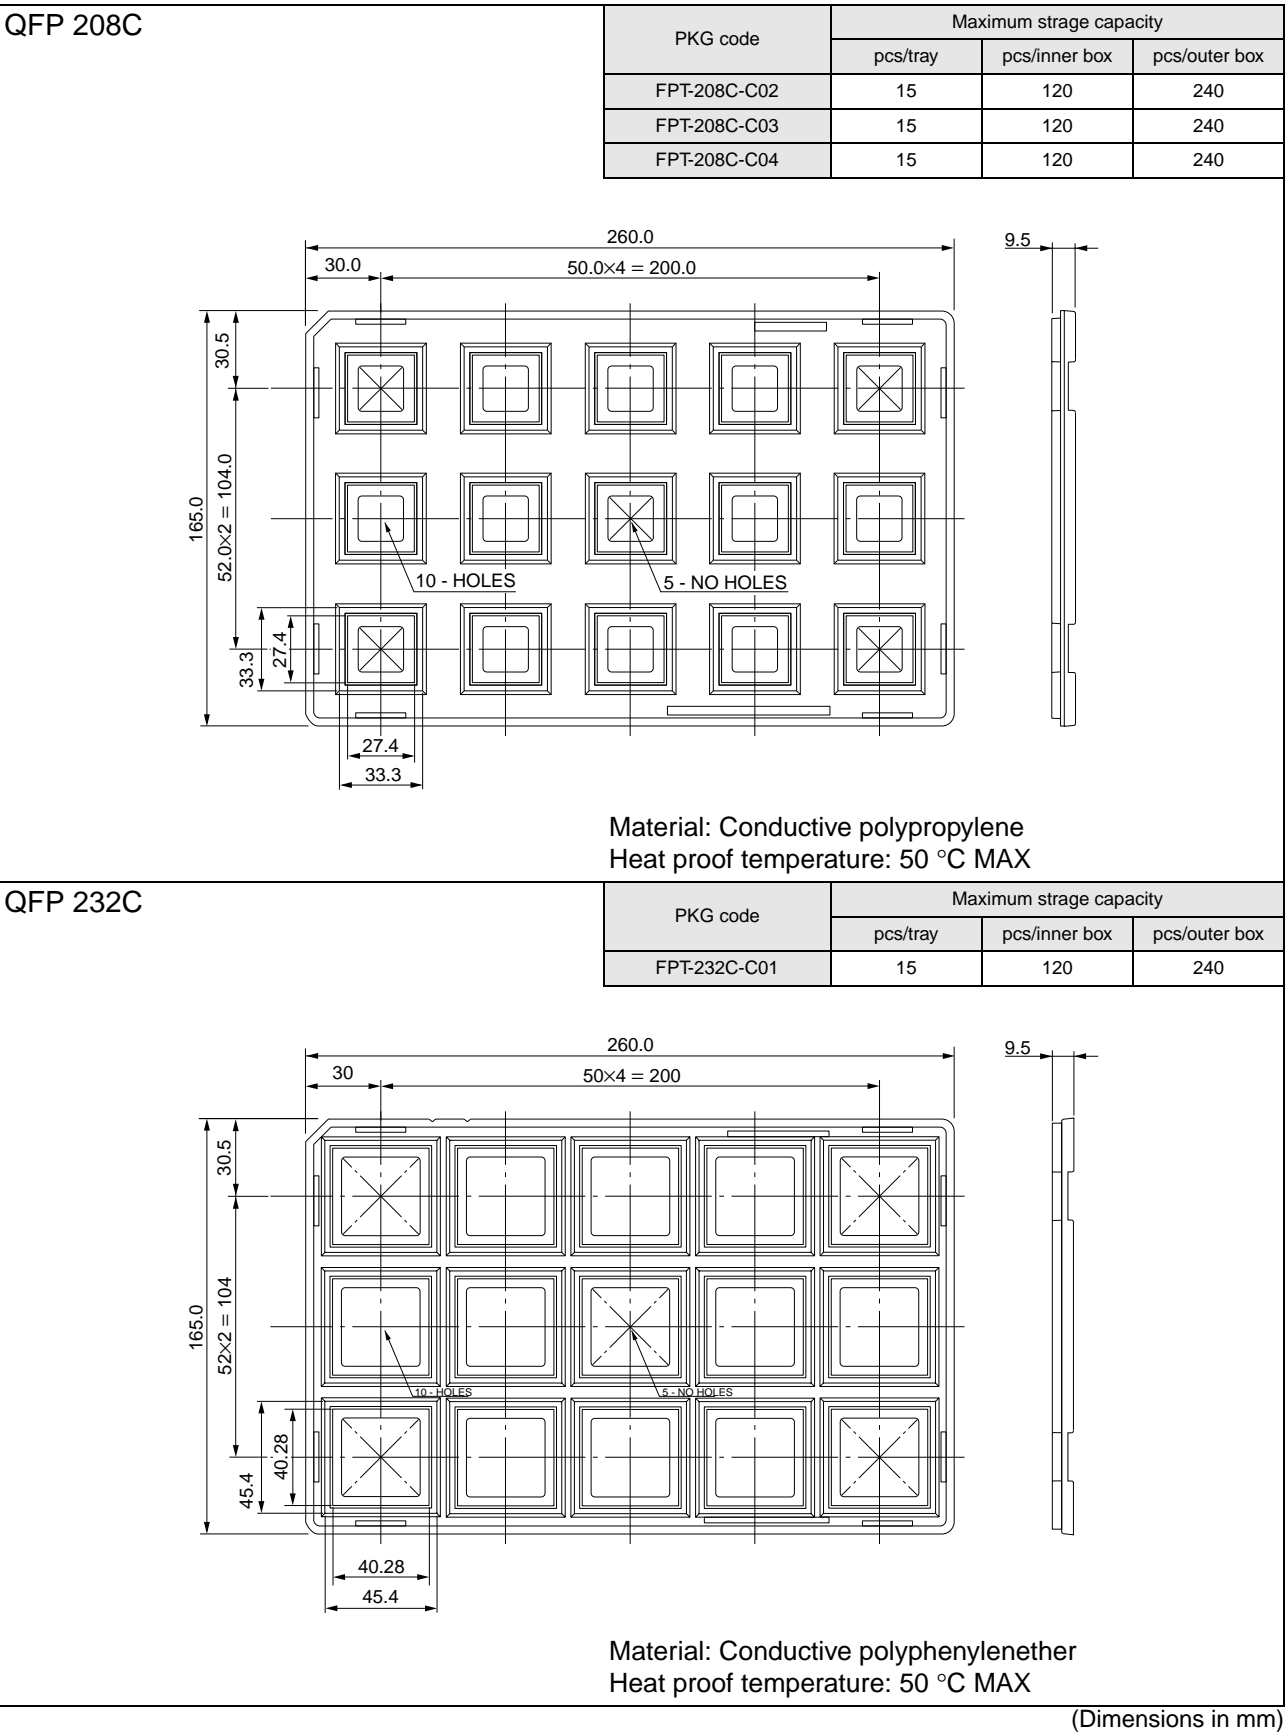 QFP 208C
PKG code
Maximum strage capacity
pcs/tray pcs/inner box pcs/outer box
FPT-208C-C02 15 120 240
FPT-208C-C03 15 120 240
FPT-208C-C04 15 120 240
260.0
9.5
30.0
50.0×4 = 200.0
30.5
165.0
52.0×2 = 104.0
10 - HOLES
5 - NO HOLES
33.3
27.4
27.4
33.3
Material: Conductive polypropylene
Heat proof temperature: 50 °C MAX
QFP 232C
PKG code
Maximum strage capacity
pcs/tray pcs/inner box pcs/outer box
FPT-232C-C01 15 120 240
260.0
9.5
30
50×4 = 200
30.5
165.0
52×2 = 104
10 - HOLES
5 - NO HOLES
45.4
40.28
40.28
45.4
Material: Conductive polyphenylenether
Heat proof temperature: 50 °C MAX
(Dimensions in mm)